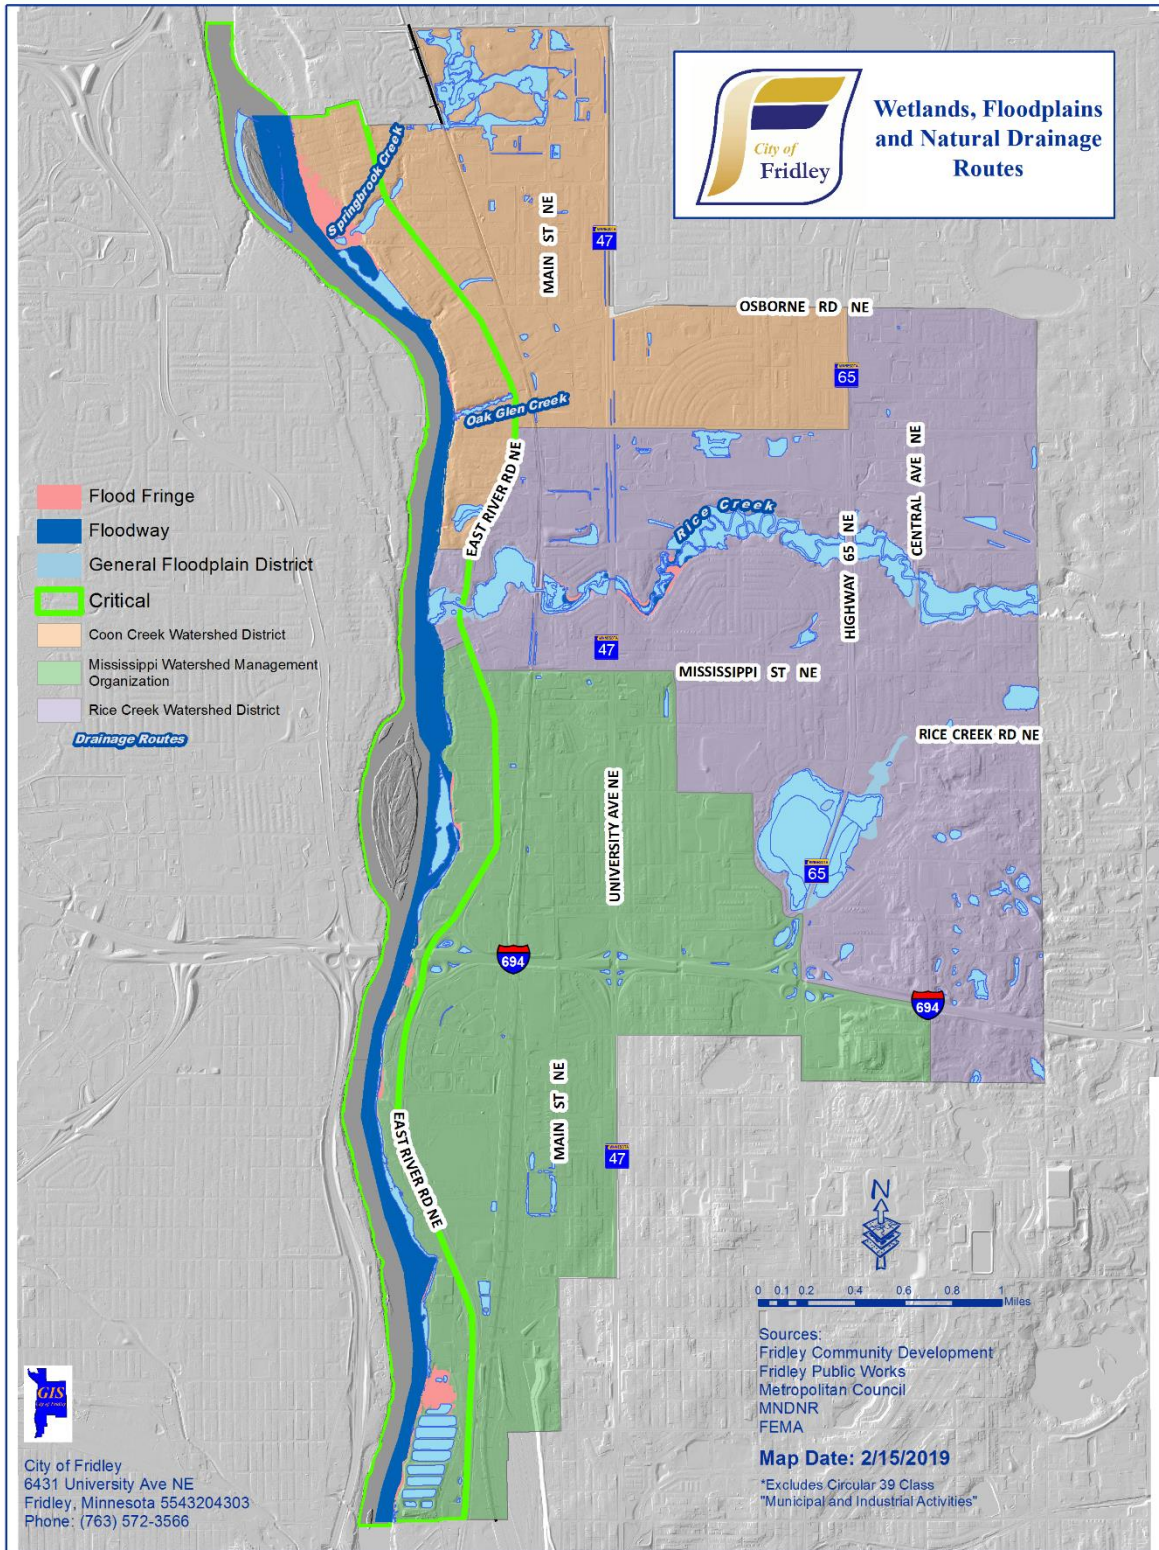 City of
Fridley
Wetlands, Floodplains
and Natural Drainage
Routes
Springbrook Creek
MAIN ST NE
47
OSBORNE RD NE
65
Oak Glen Creek
EAST RIVER RD NE
CENTRAL AVE NE
Rice Creek
HIGHWAY 65 NE
Flood Fringe
Floodway
General Floodplain District
Critical
Coon Creek Watershed District
Mississippi Watershed Management
Organization
Rice Creek Watershed District
Drainage Routes
47
MISSISSIPPI ST NE
RICE CREEK RD NE
UNIVERSITY AVE NE
65
694
694
MAIN ST NE
EAST RIVER RD NE
47
N
0 0.1 0.2 0.4 0.6 0.8 1
Miles
Sources:
Fridley Community Development
Fridley Public Works
Metropolitan Council
MNDNR
FEMA
Map Date: 2/15/2019
*Excludes Circular 39 Class
"Municipal and Industrial Activities"
GIS
City of Fridley
City of Fridley
6431 University Ave NE
Fridley, Minnesota 5543204303
Phone: (763) 572-3566